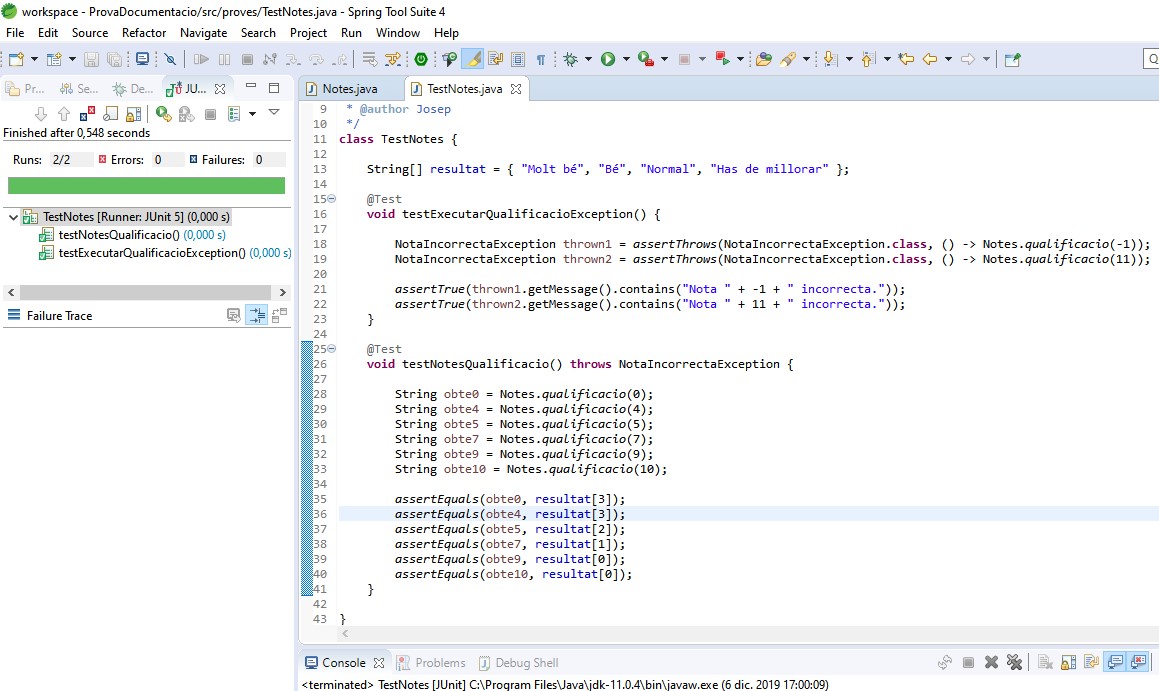 workspace - ProvaDocumentacio/src/proves/TestNotes.java - Spring Tool Suite 4
File Edit Source Refactor Navigate Search Project Run Window Help
Pr... Se... De... JU...
Finished after 0,548 seconds
Runs: 2/2 Errors: 0 Failures: 0
TestNotes [Runner: JUnit 5] (0,000 s)
testNotesQualificacio() (0,000 s)
testExecutarQualificacioException() (0,000 s)
Failure Trace
Notes.java TestNotes.java
9 * @author Josep
10 */
11 class TestNotes {
12
13 String[] resultat = { "Molt bé", "Bé", "Normal", "Has de millorar" };
14
15 @Test
16 void testExecutarQualificacioException() {
17
18 NotaIncorrectaException thrown1 = assertThrows(NotaIncorrectaException.class, () -> Notes.qualificacio(-1));
19 NotaIncorrectaException thrown2 = assertThrows(NotaIncorrectaException.class, () -> Notes.qualificacio(11));
20
21 assertTrue(thrown1.getMessage().contains("Nota " + -1 + " incorrecta."));
22 assertTrue(thrown2.getMessage().contains("Nota " + 11 + " incorrecta."));
23 }
24
25 @Test
26 void testNotesQualificacio() throws NotaIncorrectaException {
27
28 String obte0 = Notes.qualificacio(0);
29 String obte4 = Notes.qualificacio(4);
30 String obte5 = Notes.qualificacio(5);
31 String obte7 = Notes.qualificacio(7);
32 String obte9 = Notes.qualificacio(9);
33 String obte10 = Notes.qualificacio(10);
34
35 assertEquals(obte0, resultat[3]);
36 assertEquals(obte4, resultat[3]);
37 assertEquals(obte5, resultat[2]);
38 assertEquals(obte7, resultat[1]);
39 assertEquals(obte9, resultat[0]);
40 assertEquals(obte10, resultat[0]);
41 }
42
43 }
Console Problems Debug Shell
<terminated> TestNotes [JUnit] C:\Program Files\Java\jdk-11.0.4\bin\javaw.exe (6 dic. 2019 17:00:09)